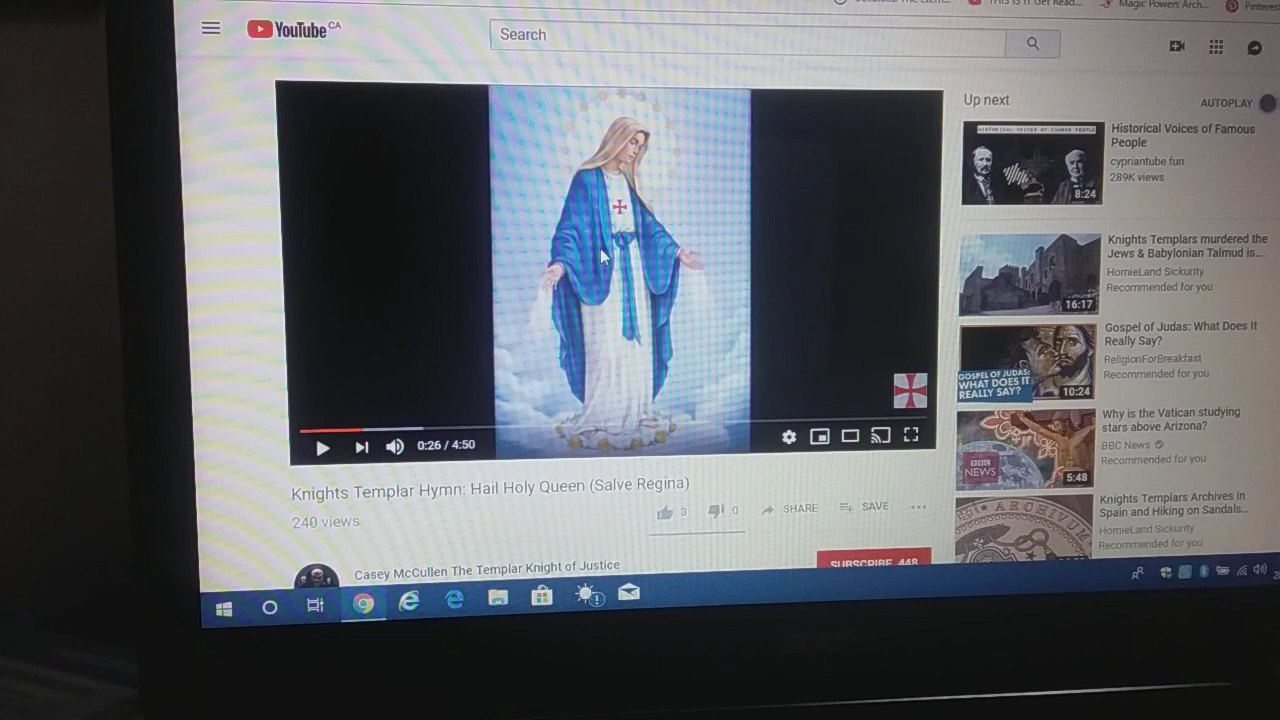 Magic Powers Arch...
Pinteres
YouTube CA
Search
Up next
AUTOPLAY
Historical Voices of Famous
People
cypriantube fun
289K views
8:24
Knights Templars murdered the
Jews & Babylonian Talmud is...
HomieLand Sickurity
Recommended for you
16:17
Gospel of Judas: What Does It
Really Say?
ReligionForBreakfast
Recommended for you
GOSPEL OF JUDAS:
WHAT DOES IT
REALLY SAY?
10:24
Why is the Vatican studying
stars above Arizona?
BBC News
Recommended for you
BBC
NEWS
5:48
Knights Templars Archives in
Spain and Hiking on Sandals...
HomieLand Sickurity
Recommended for you
ARCHIVUM
0:26 / 4:50
Knights Templar Hymn: Hail Holy Queen (Salve Regina)
240 views
3
0
SHARE
SAVE
Casey McCullen The Templar Knight of Justice
SUBSCRIBE 448